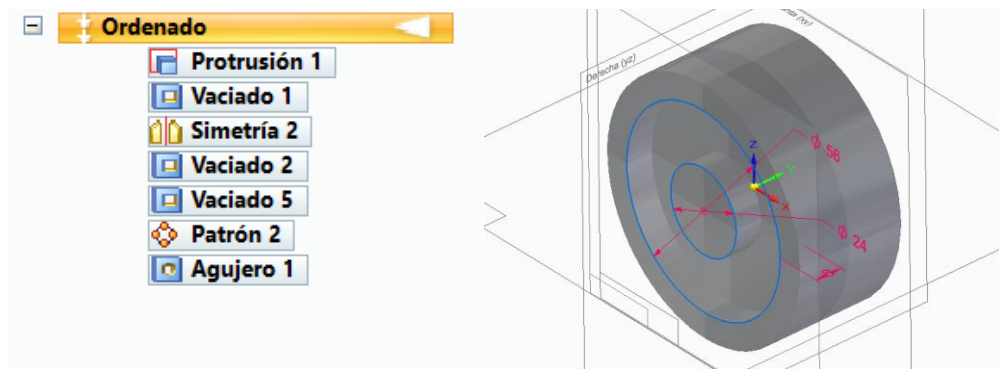 Ordenado
Protrusión 1
Vaciado 1
Simetría 2
Vaciado 2
Vaciado 5
Patrón 2
Agujero 1
Derecha (yz)
(xy)
Z
Y
X
Ø 58
Ø 24